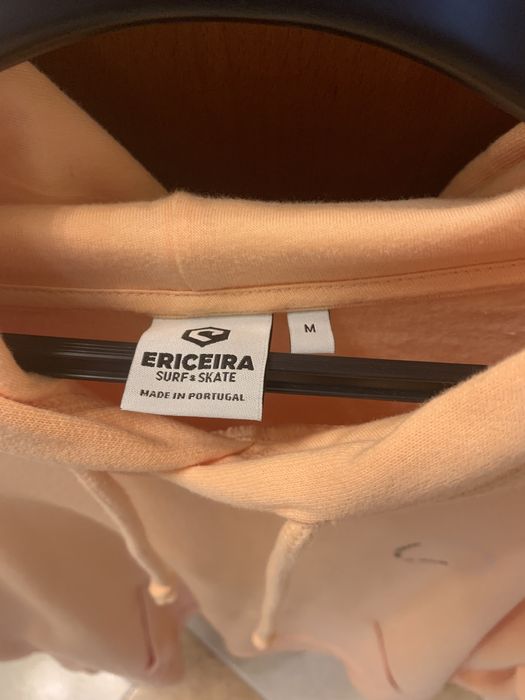 ERICEIRA
SURF & SKATE
MADE IN PORTUGAL
M